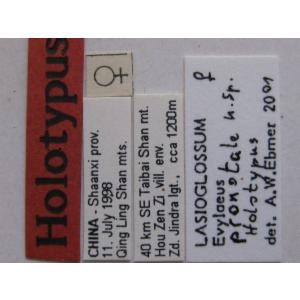 Holotypus
♀
CHINA - Shaanxi prov.
11. July 1998
Qing Ling Shan mts.
40 km SE Taibai Shan mt.
Hou Zen Zi ,vill. env.
Zd. Jindra lgt., cca 1200m
LASIOGLOSSUM ♀
Evylaeus
pronotale n.sp.
Holotypus
det. A.W.Ebmer 2001